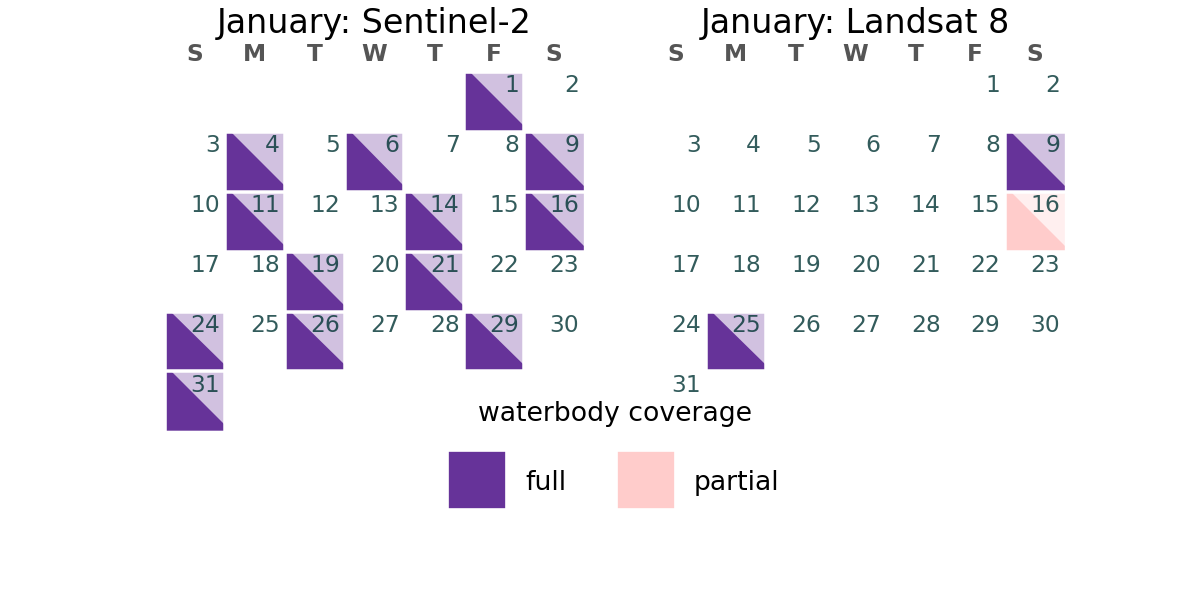 January: Sentinel-2
S M T W T F S
1 2
3 4 5 6 7 8 9
10 11 12 13 14 15 16
17 18 19 20 21 22 23
24 25 26 27 28 29 30
31
January: Landsat 8
S M T W T F S
1 2
3 4 5 6 7 8 9
10 11 12 13 14 15 16
17 18 19 20 21 22 23
24 25 26 27 28 29 30
31
waterbody coverage
full partial